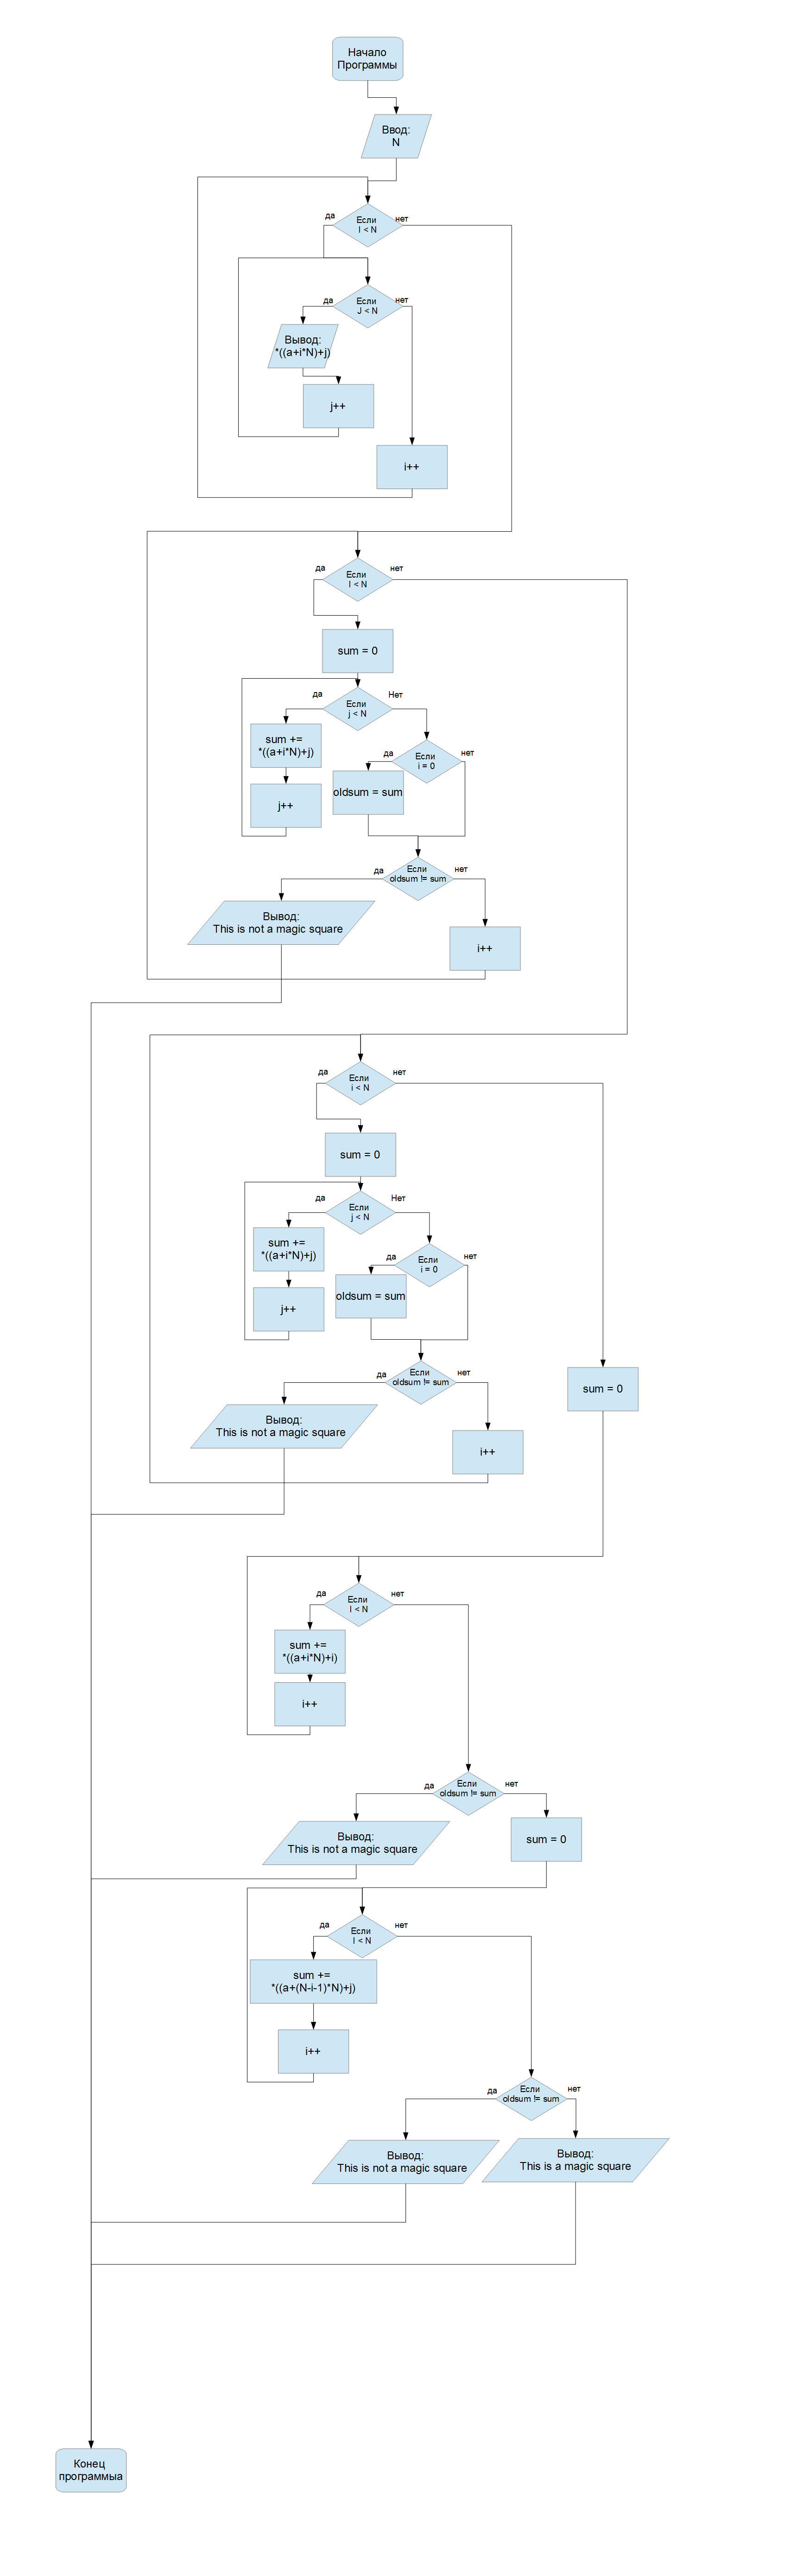 Начало
Программы
Ввод:
N
да
Если
I < N
нет
да
Если
J < N
нет
Вывод:
*((a+i*N)+j)
j++
i++
да
Если
I < N
нет
sum = 0
да
Если
j < N
Нет
sum +=
*((a+i*N)+j)
да
Если
i = 0
нет
j++
oldsum = sum
да
Если
oldsum != sum
нет
Вывод:
This is not a magic square
i++
да
Если
i < N
нет
sum = 0
да
Если
j < N
Нет
sum +=
*((a+i*N)+j)
да
Если
i = 0
нет
j++
oldsum = sum
да
Если
oldsum != sum
нет
sum = 0
Вывод:
This is not a magic square
i++
да
Если
I < N
нет
sum +=
*((a+i*N)+i)
i++
да
Если
oldsum != sum
нет
Вывод:
This is not a magic square
sum = 0
да
Если
I < N
нет
sum +=
*((a+(N-i-1)*N)+j)
i++
да
Если
oldsum != sum
нет
Вывод:
This is not a magic square
Вывод:
This is a magic square
Конец
программыа